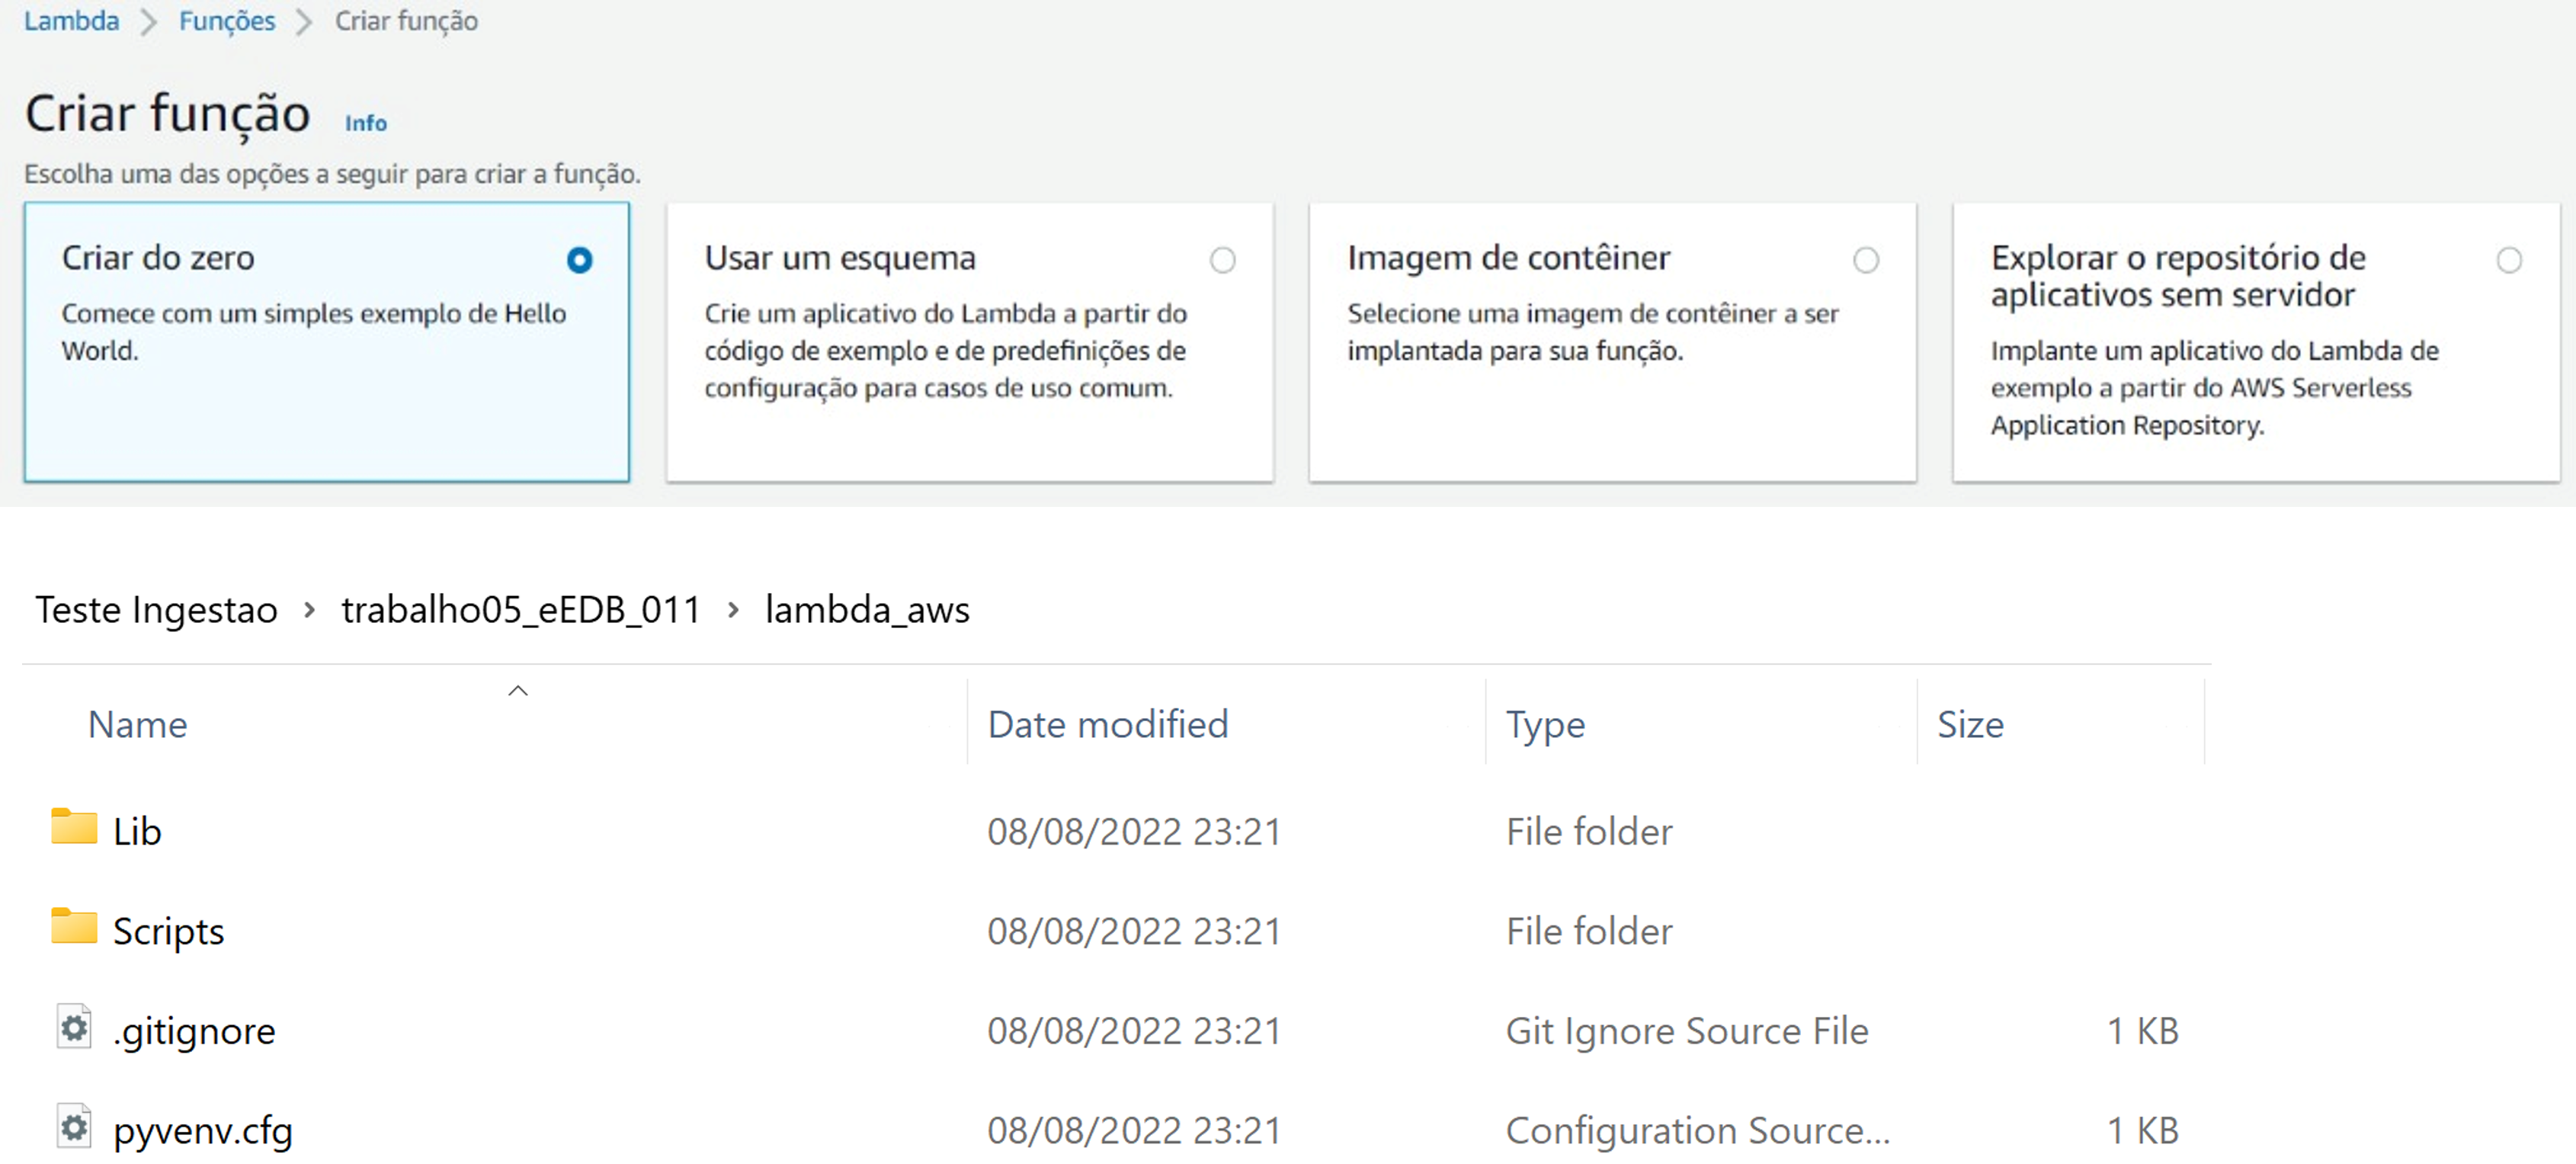 Lambda > Funções > Criar função
Criar função Info
Escolha uma das opções a seguir para criar a função.
Criar do zero
Comece com um simples exemplo de Hello
World.
Usar um esquema
Crie um aplicativo do Lambda a partir do
código de exemplo e de predefinições de
configuração para casos de uso comum.
Imagem de contêiner
Selecione uma imagem de contêiner a ser
implantada para sua função.
Explorar o repositório de
aplicativos sem servidor
Implante um aplicativo do Lambda de
exemplo a partir do AWS Serverless
Application Repository.
Teste Ingestao > trabalho05_eEDB_011 > lambda_aws
Name Date modified Type Size
Lib 08/08/2022 23:21 File folder
Scripts 08/08/2022 23:21 File folder
.gitignore 08/08/2022 23:21 Git Ignore Source File 1 KB
pyvenv.cfg 08/08/2022 23:21 Configuration Source... 1 KB